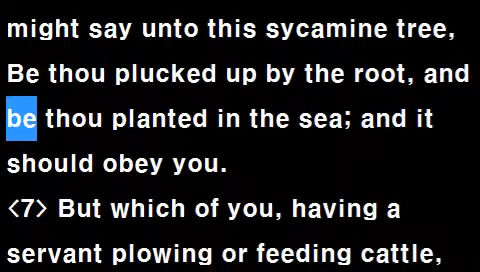 might say unto this sycamine tree,
Be thou plucked up by the root, and
be thou planted in the sea; and it
should obey you.
<7> But which of you, having a
servant plowing or feeding cattle,